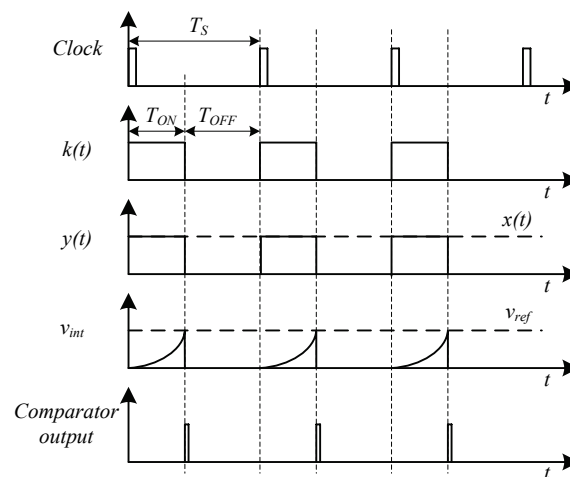 Clock
T_S
t
T_ON T_OFF
k(t)
t
x(t)
y(t)
t
v_int
v_ref
t
Comparator
output
t